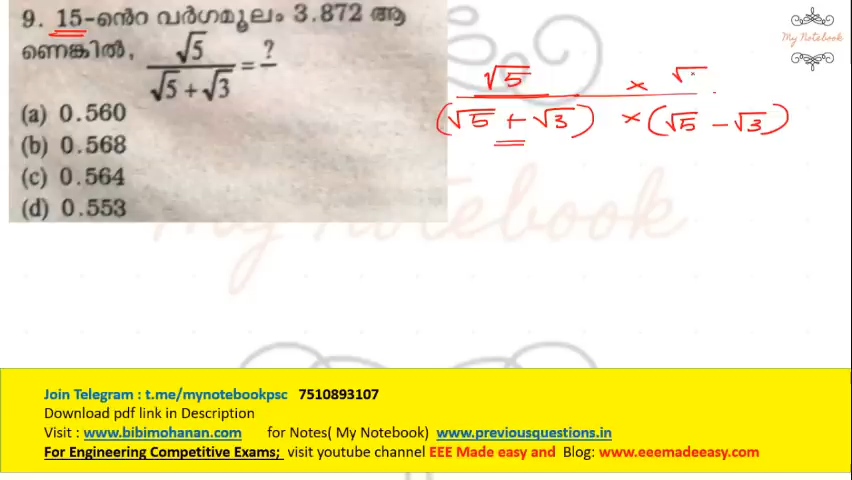 9. 15-ൻെറ വർഗമൂലം 3.872 ആ
ണെങ്കിൽ, √5 / (√5 + √3) = ?
(a) 0.560
(b) 0.568
(c) 0.564
(d) 0.553
√5 × √
(√5 + √3) × (√5 − √3)
My Notebook
My Notebook
Join Telegram : t.me/mynotebookpsc 7510893107
Download pdf link in Description
Visit : www.bibimohanan.com for Notes( My Notebook) www.previousquestions.in
For Engineering Competitive Exams; visit youtube channel EEE Made easy and Blog: www.eeemadeeasy.com